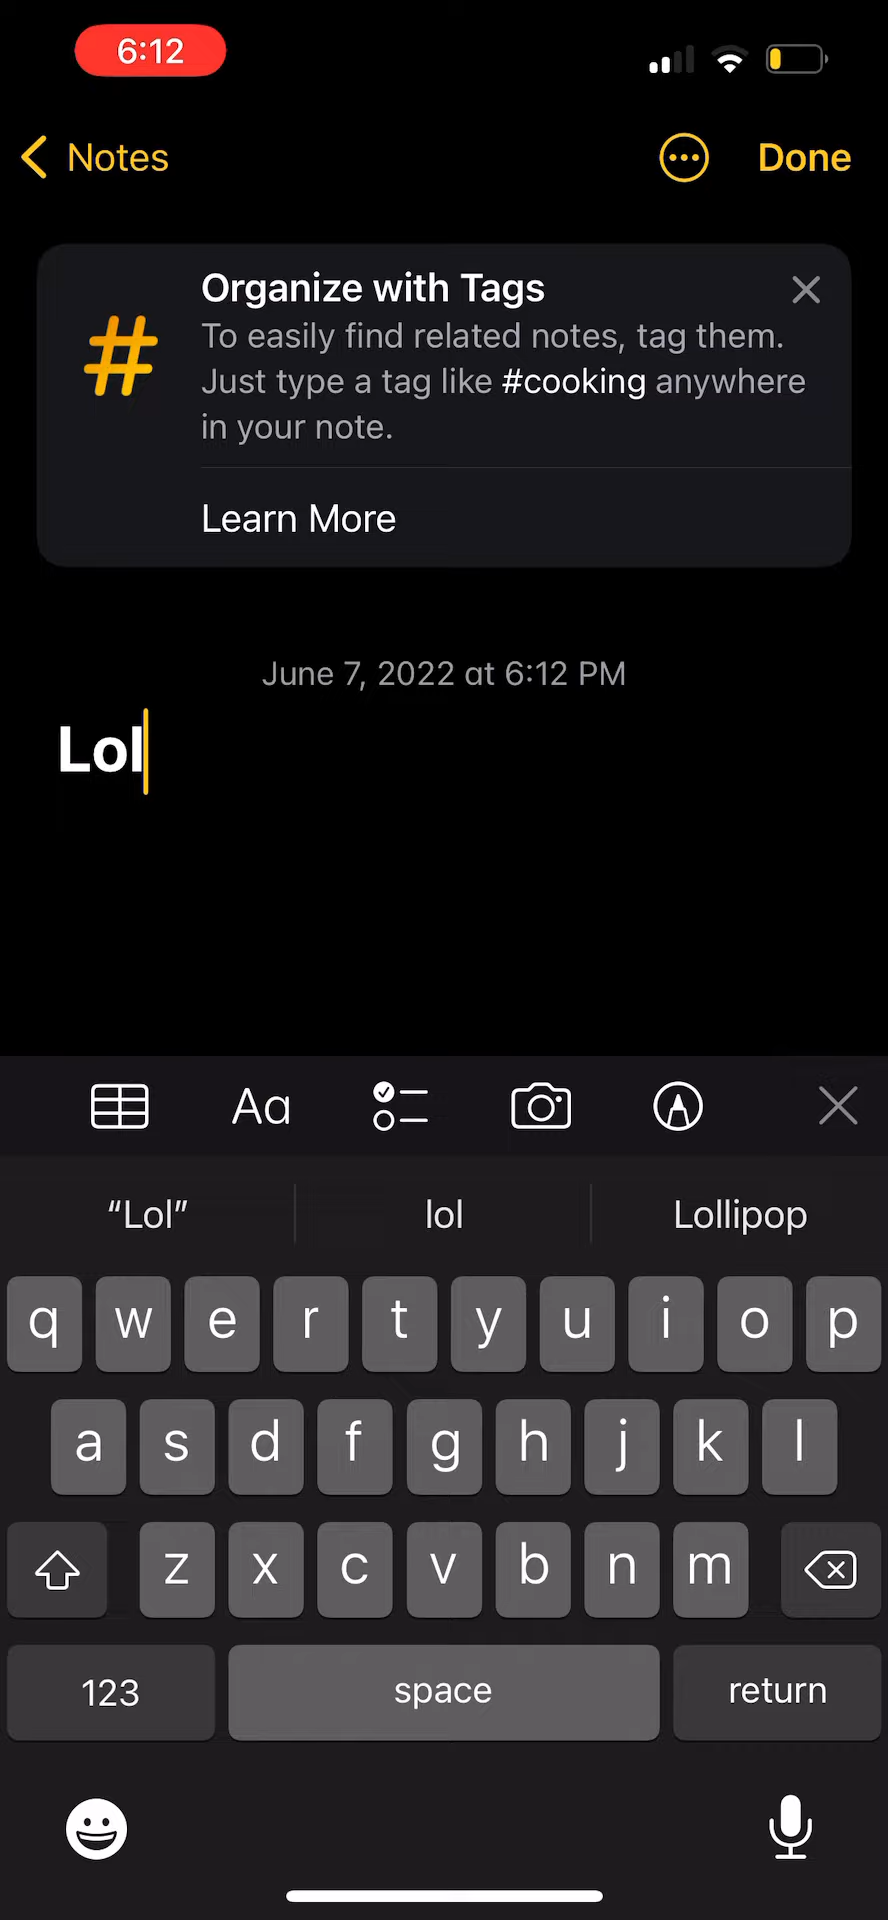 6:12
Notes
Done
Organize with Tags
To easily find related notes, tag them.
Just type a tag like #cooking anywhere
in your note.
Learn More
June 7, 2022 at 6:12 PM
Lol
Aa
“Lol” lol Lollipop
q w e r t y u i o p
a s d f g h j k l
z x c v b n m
123 space return